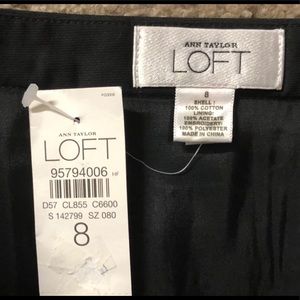 ANN TAYLOR
LOFT
8
SHELL:
100% COTTON
LINING:
100% ACETATE
EMBROIDERY:
100% POLYESTER
MADE IN CHINA
ANN TAYLOR
LOFT
95794006
D57 CL855 C6600
S 142799 SZ 080
8